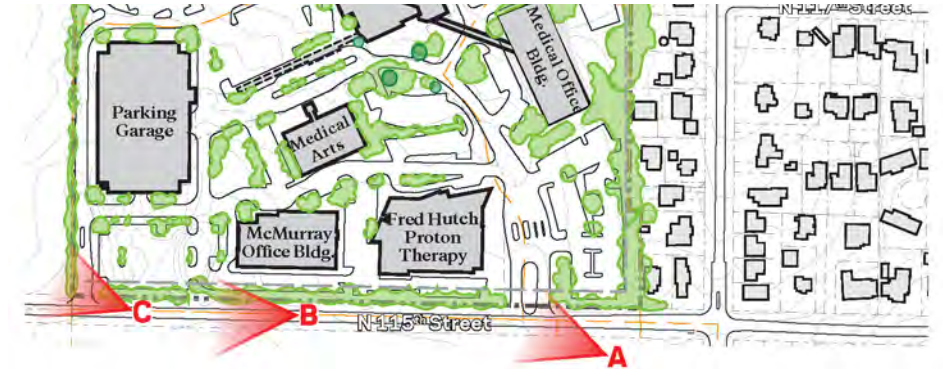 N 117th Street
Medical Office
Bldg.
Parking
Garage
Medical
Arts
McMurray
Office Bldg.
Fred Hutch
Proton
Therapy
C
B
N 115th Street
A